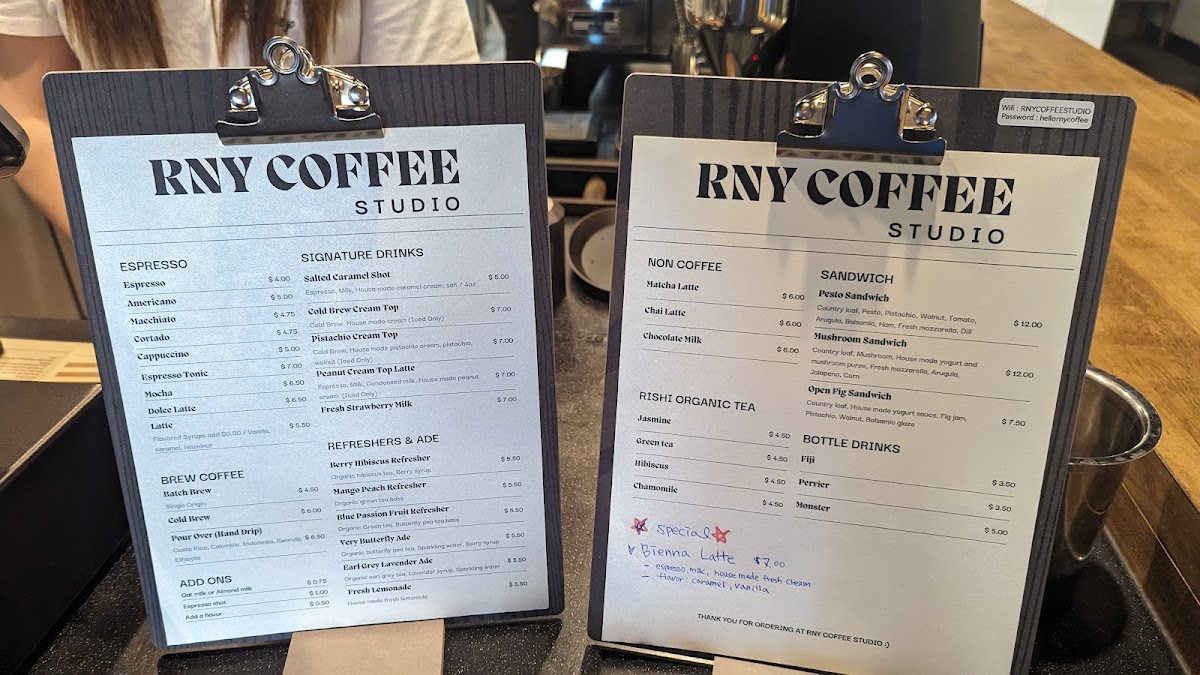 RNY COFFEE
STUDIO
ESPRESSO
Espresso $ 4.00
Americano $ 5.00
Macchiato $ 4.75
Cortado $ 4.75
Cappuccino $ 5.00
Espresso Tonic $ 7.00
Mocha $ 6.50
Dolce Latte $ 6.50
Latte $ 5.50
Flavored Syrups add $0.50 / Vanilla,
caramel, Hazelnut
BREW COFFEE
Batch Brew $ 4.50
Single Origin
Cold Brew $ 6.00
Pour Over (Hand Drip) $ 6.50
Costa Rica, Colombia, Indonesia, Rwanda,
Ethiopia
ADD ONS
Oat milk or Almond milk $ 0.75
Espresso shot $ 1.00
Add a flavor $ 0.50
SIGNATURE DRINKS
Salted Caramel Shot $ 5.00
Espresso, Milk, House made caramel cream, salt / 4oz
Cold Brew Cream Top $ 7.00
Cold Brew, House made cream (Iced Only)
Pistachio Cream Top $ 7.00
Cold Brew, House made pistachio cream, pistachio,
walnut (Iced Only)
Peanut Cream Top Latte $ 7.00
Espresso, Milk, Condensed milk, House made peanut
cream (Iced Only)
Fresh Strawberry Milk $ 7.00
REFRESHERS & ADE
Berry Hibiscus Refresher $ 5.50
Organic hibiscus tea, Berry syrup
Mango Peach Refresher $ 5.50
Organic green tea base
Blue Passion Fruit Refresher $ 5.50
Organic Green tea, Butterfly pea tea base
Very Butterfly Ade $ 5.50
Organic butterfly pea tea, Sparkling water, Berry syrup
Earl Grey Lavender Ade $ 5.50
Organic earl grey tea, Lavender syrup, Sparkling water
Fresh Lemonade $ 5.50
House made fresh lemonade
Wifi : RNYCOFFEESTUDIO
Password : hellornycoffee
RNY COFFEE
STUDIO
NON COFFEE
Matcha Latte $ 6.00
Chai Latte $ 6.00
Chocolate Milk $ 6.00
RISHI ORGANIC TEA
Jasmine $ 4.50
Green tea $ 4.50
Hibiscus $ 4.50
Chamomile $ 4.50
SANDWICH
Pesto Sandwich $ 12.00
Country loaf, Pesto, Pistachio, Walnut, Tomato,
Arugula, Balsamic, Ham, Fresh mozzarella, Dill
Mushroom Sandwich $ 12.00
Country loaf, Mushroom, House made yogurt and
mushroom puree, Fresh mozzarella, Arugula,
Jalapeno, Corn
Open Fig Sandwich $ 7.50
Country loaf, House made yogurt sauce, Fig jam,
Pistachio, Walnut, Balsamic glaze
BOTTLE DRINKS
Fiji $ 3.50
Perrier $ 3.50
Monster $ 5.00
Special
Bienna Latte $7.00
- espresso, milk, house made fresh cream
- flavor : caramel, vanilla
THANK YOU FOR ORDERING AT RNY COFFEE STUDIO :)